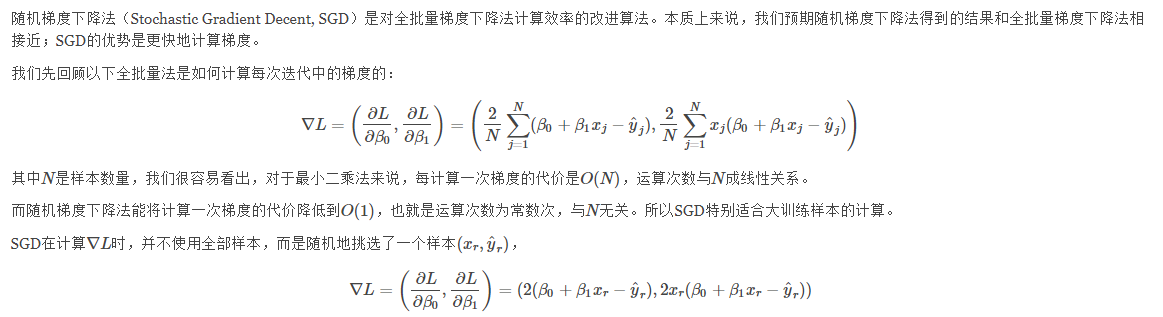 随机梯度下降法（Stochastic Gradient Decent, SGD）是对全批量梯度下降法计算效率的改进算法。本质上来说，我们预期随机梯度下降法得到的结果和全批量梯度下降法相
接近；SGD的优势是更快地计算梯度。
我们先回顾以下全批量法是如何计算每次迭代中的梯度的：
$\nabla L = \left( \frac{\partial L}{\partial \beta_0}, \frac{\partial L}{\partial \beta_1} \right) = \left( \frac{2}{N} \sum_{j=1}^{N} (\beta_0 + \beta_1 x_j - \hat{y}_j), \frac{2}{N} \sum_{j=1}^{N} x_j (\beta_0 + \beta_1 x_j - \hat{y}_j) \right)$
其中$N$是样本数量，我们很容易看出，对于最小二乘法来说，每计算一次梯度的代价是$O(N)$，运算次数与$N$成线性关系。
而随机梯度下降法能将计算一次梯度的代价降低到$O(1)$，也就是运算次数为常数次，与$N$无关。所以SGD特别适合大训练样本的计算。
SGD在计算$\nabla L$时，并不使用全部样本，而是随机地挑选了一个样本$(x_r, \hat{y}_r)$，
$\nabla L = \left( \frac{\partial L}{\partial \beta_0}, \frac{\partial L}{\partial \beta_1} \right) = (2(\beta_0 + \beta_1 x_r - \hat{y}_r), 2x_r(\beta_0 + \beta_1 x_r - \hat{y}_r))$